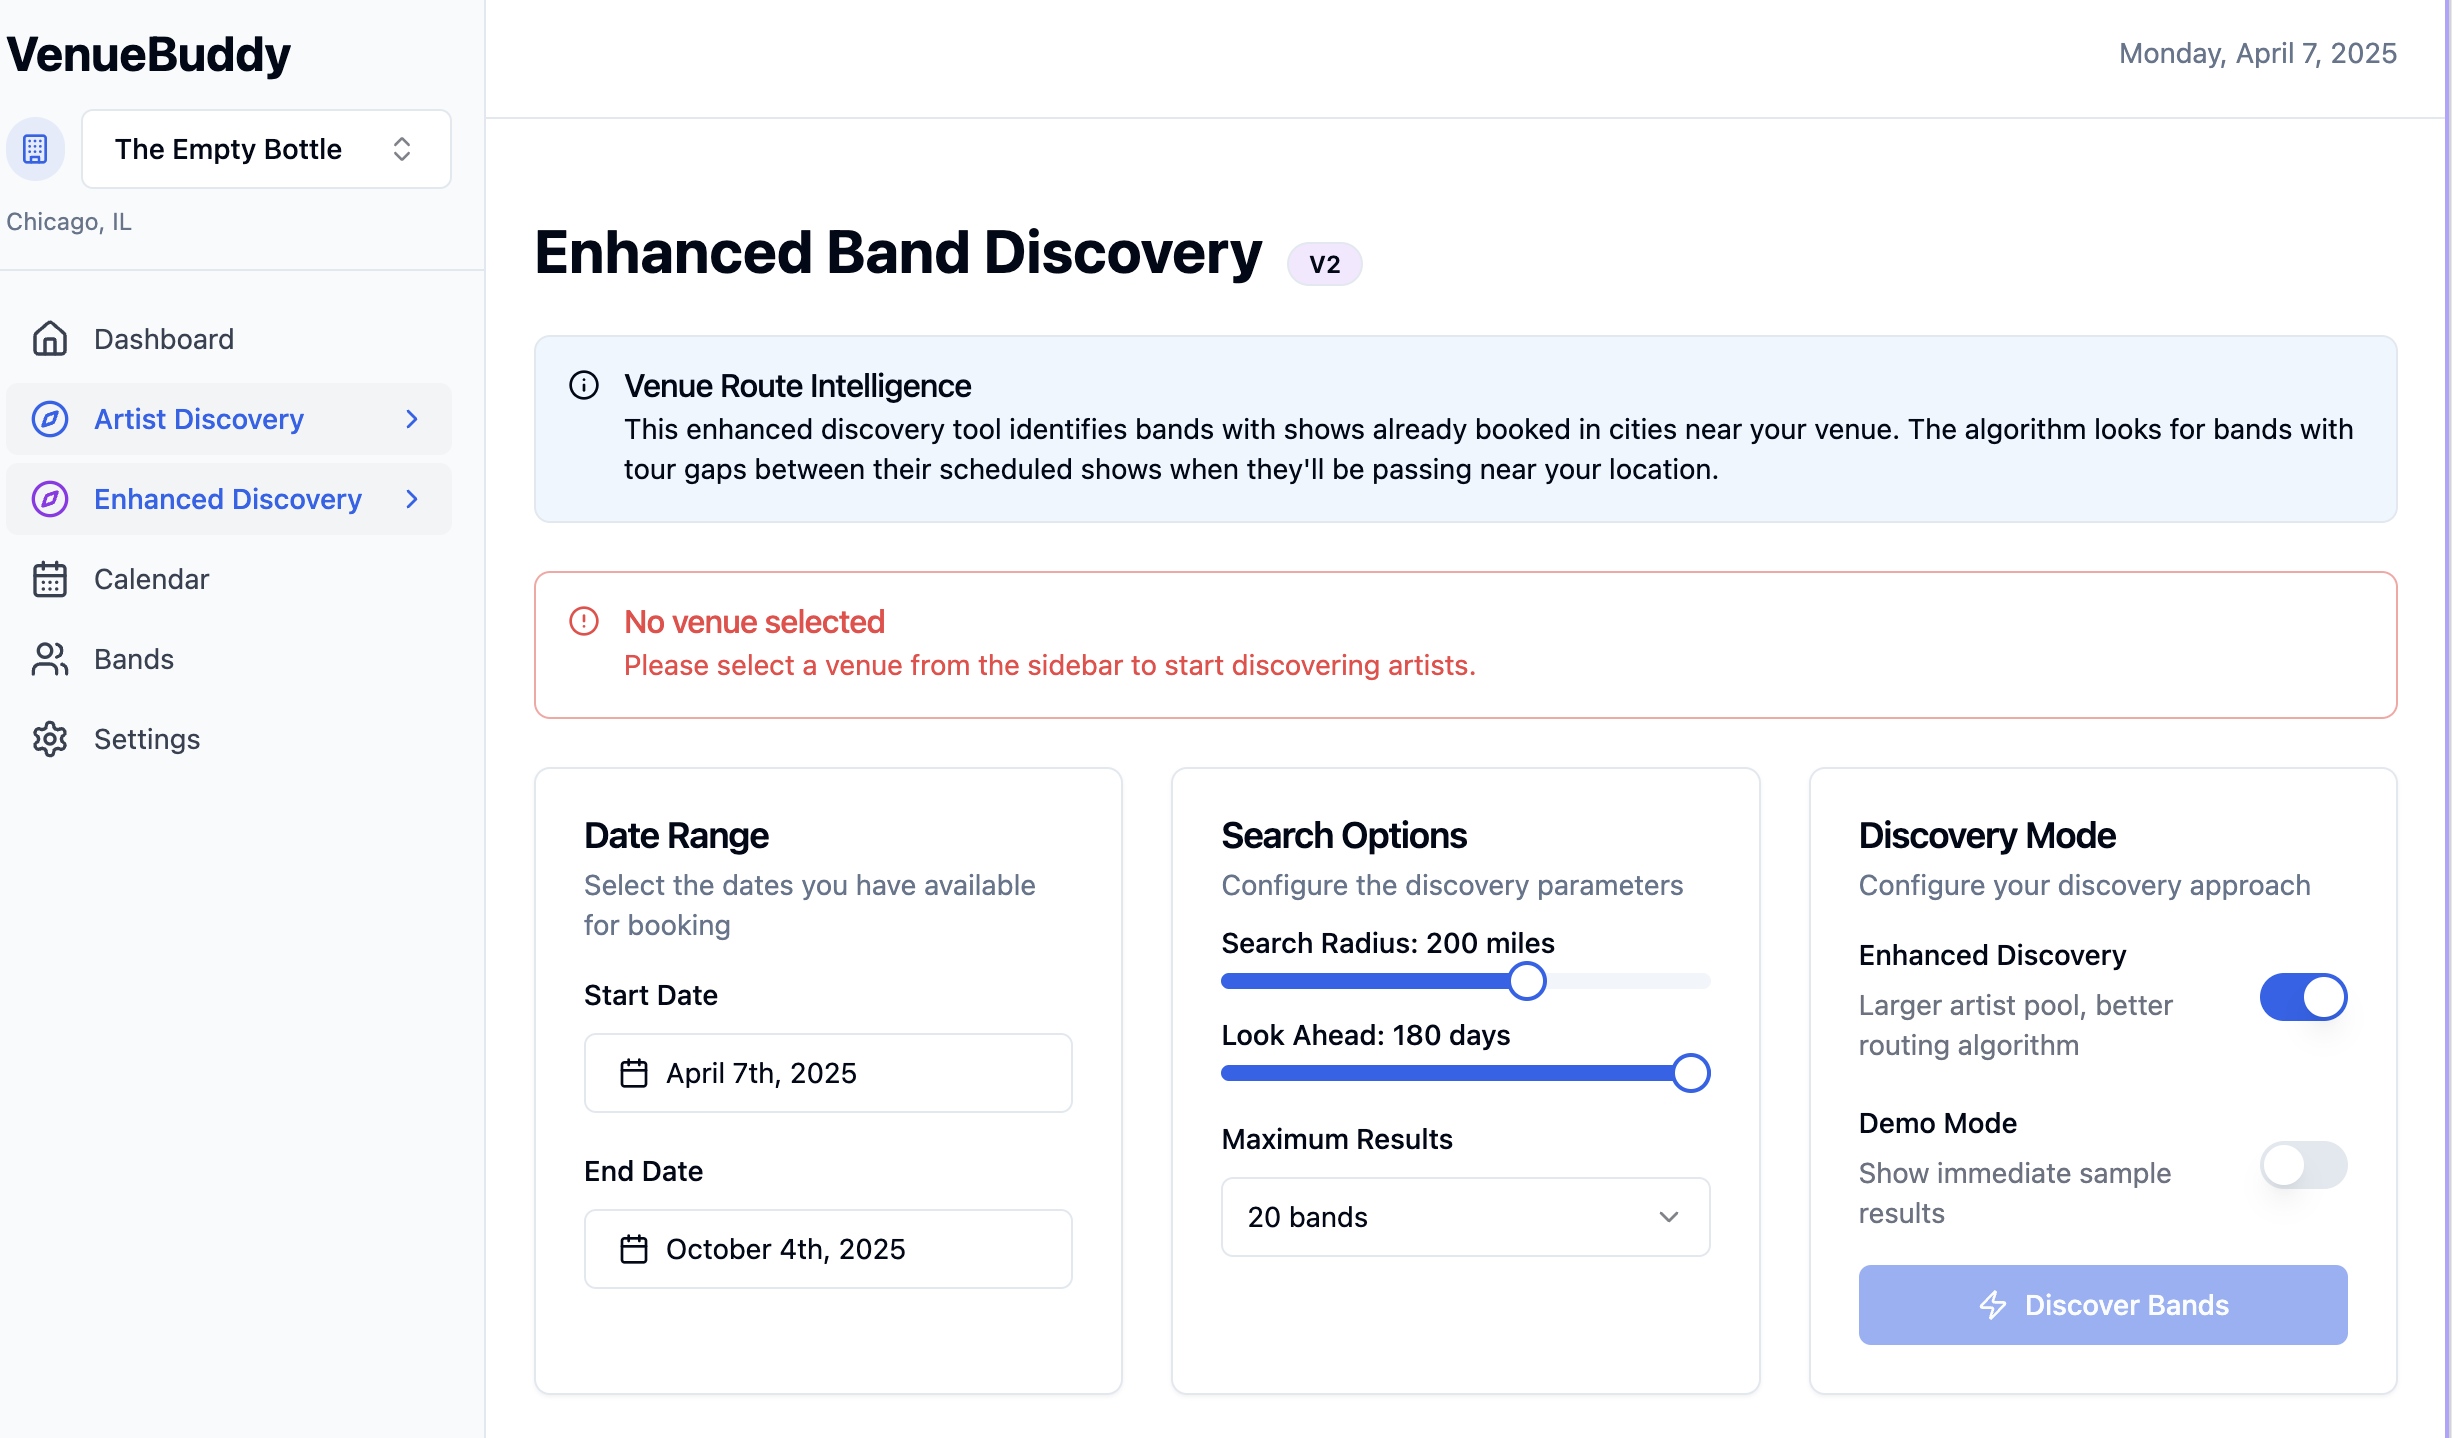 VenueBuddy
The Empty Bottle
Chicago, IL
Dashboard
Artist Discovery
Enhanced Discovery
Calendar
Bands
Settings
Monday, April 7, 2025
Enhanced Band Discovery V2
Venue Route Intelligence
This enhanced discovery tool identifies bands with shows already booked in cities near your venue. The algorithm looks for bands with
tour gaps between their scheduled shows when they'll be passing near your location.
No venue selected
Please select a venue from the sidebar to start discovering artists.
Date Range
Select the dates you have available
for booking
Start Date
April 7th, 2025
End Date
October 4th, 2025
Search Options
Configure the discovery parameters
Search Radius: 200 miles
Look Ahead: 180 days
Maximum Results
20 bands
Discovery Mode
Configure your discovery approach
Enhanced Discovery
Larger artist pool, better
routing algorithm
Demo Mode
Show immediate sample
results
Discover Bands